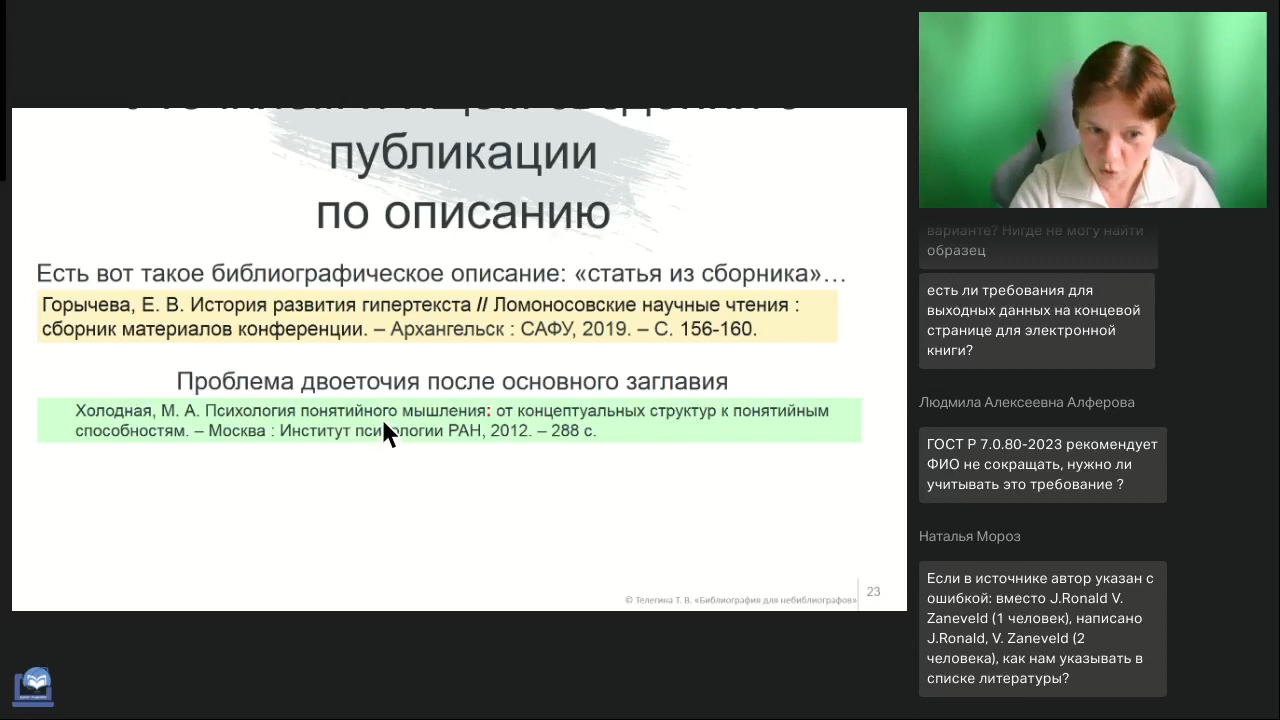 публикации
по описанию
Есть вот такое библиографическое описание: «статья из сборника»…
Горычева, Е. В. История развития гипертекста // Ломоносовские научные чтения :
сборник материалов конференции. – Архангельск : САФУ, 2019. – С. 156-160.
Проблема двоеточия после основного заглавия
Холодная, М. А. Психология понятийного мышления: от концептуальных структур к понятийным
способностям. – Москва : Институт психологии РАН, 2012. – 288 с.
© Телегина Т. В. «Библиография для небиблиографов»
23
варианте? Нигде не могу найти
образец
есть ли требования для
выходных данных на концевой
странице для электронной
книги?
Людмила Алексеевна Алферова
ГОСТ Р 7.0.80-2023 рекомендует
ФИО не сокращать, нужно ли
учитывать это требование ?
Наталья Мороз
Если в источнике автор указан с
ошибкой: вместо J.Ronald V.
Zaneveld (1 человек), написано
J.Ronald, V. Zaneveld (2
человека), как нам указывать в
списке литературы?